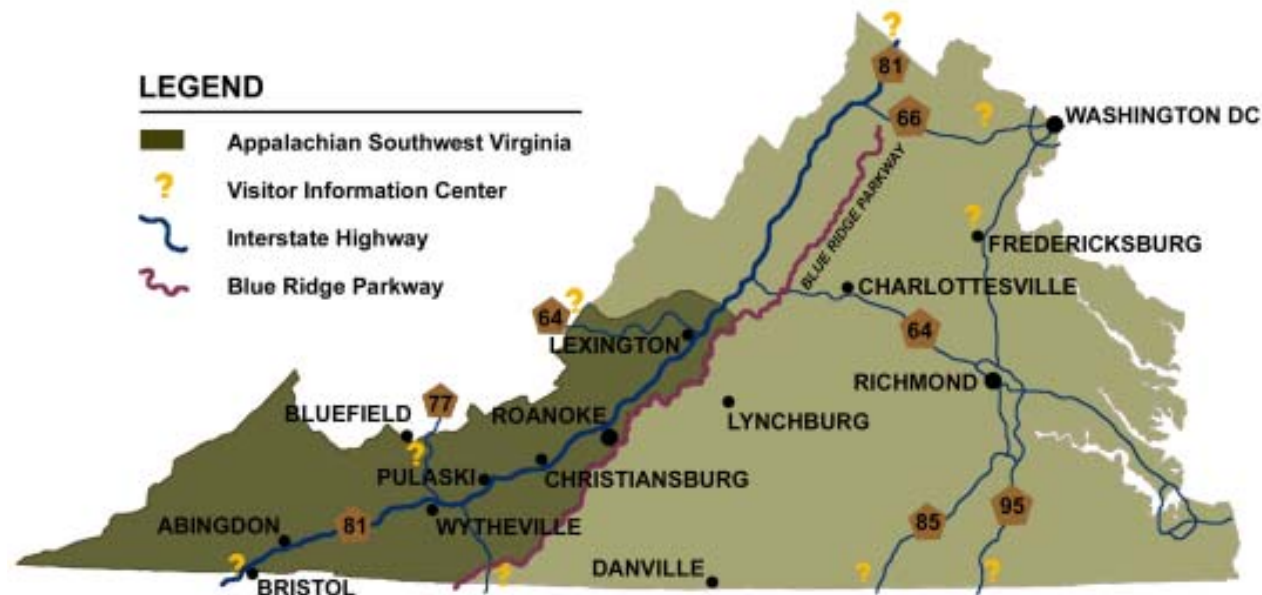 LEGEND
Appalachian Southwest Virginia
? Visitor Information Center
Interstate Highway
Blue Ridge Parkway
?
81
66
?
WASHINGTON DC
BLUE RIDGE PARKWAY
?
FREDERICKSBURG
CHARLOTTESVILLE
64
?
LEXINGTON
64
RICHMOND
77
BLUEFIELD
ROANOKE
LYNCHBURG
?
PULASKI
CHRISTIANSBURG
ABINGDON
81
WYTHEVILLE
85
95
?
BRISTOL
?
DANVILLE
?
?